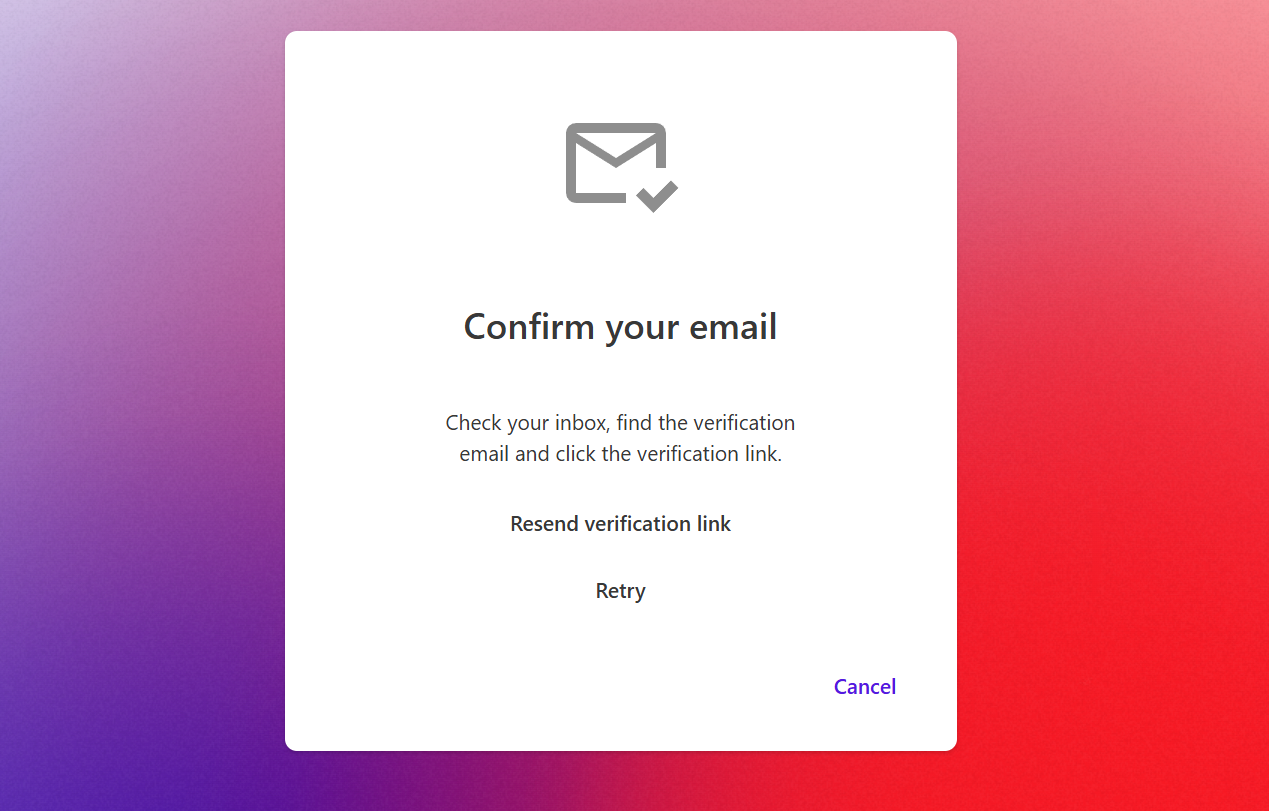 Confirm your email
Check your inbox, find the verification
email and click the verification link.
Resend verification link
Retry
Cancel